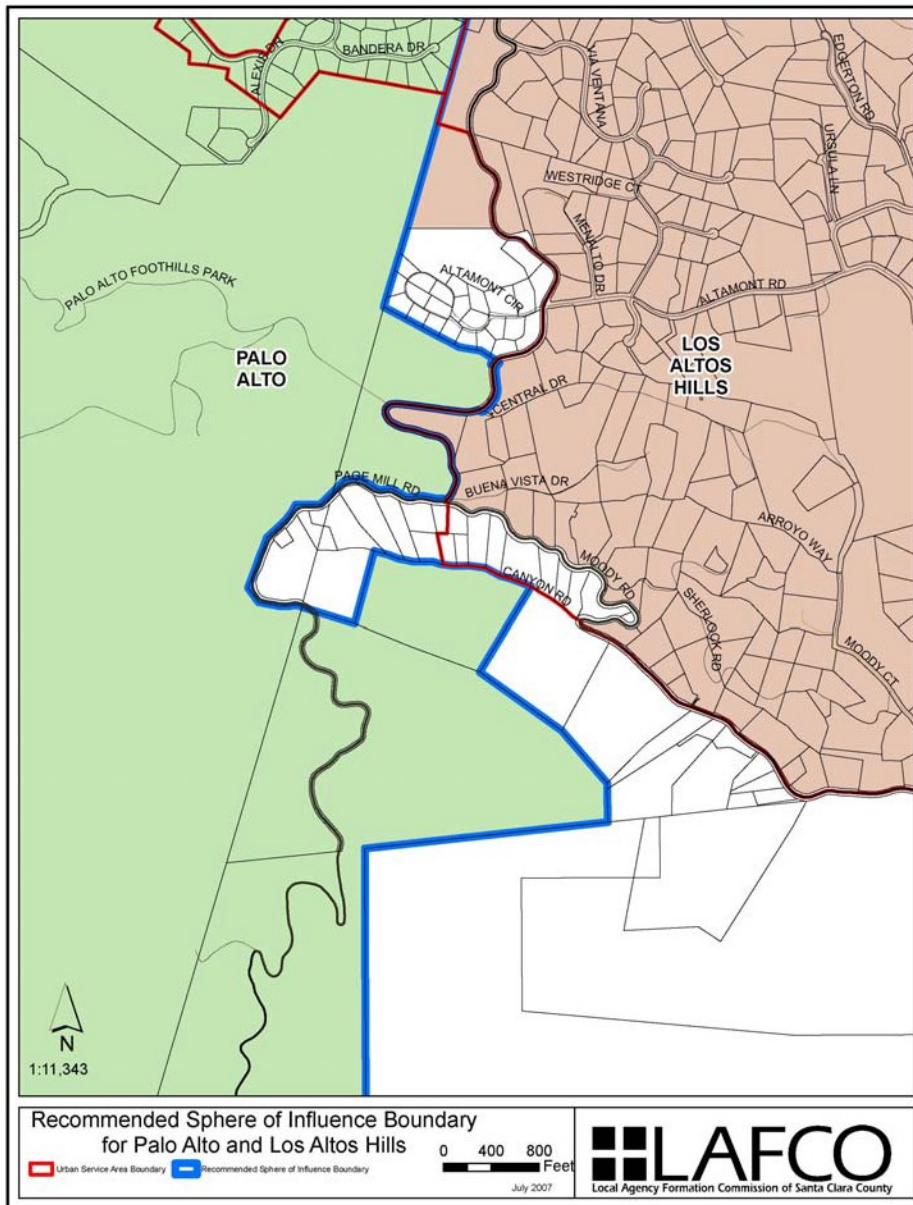 ALEXIS DR
BANDERA DR
VIA VENTANA
EDGERTON RD
URSULA LN
WESTRIDGE CT
MENALTO DR
PALO ALTO FOOTHILLS PARK
ALTAMONT CIR
ALTAMONT RD
PALO
ALTO
LOS
ALTOS
HILLS
CENTRAL DR
PAGE MILL RD
BUENA VISTA DR
ARROYO WAY
MOODY RD
CANYON RD
SHERLOCK RD
MOODY CT
N
1:11,343
Recommended Sphere of Influence Boundary
for Palo Alto and Los Altos Hills
Urban Service Area Boundary
Recommended Sphere of Influence Boundary
0 400 800
Feet
July 2007
LAFCO
Local Agency Formation Commission of Santa Clara County